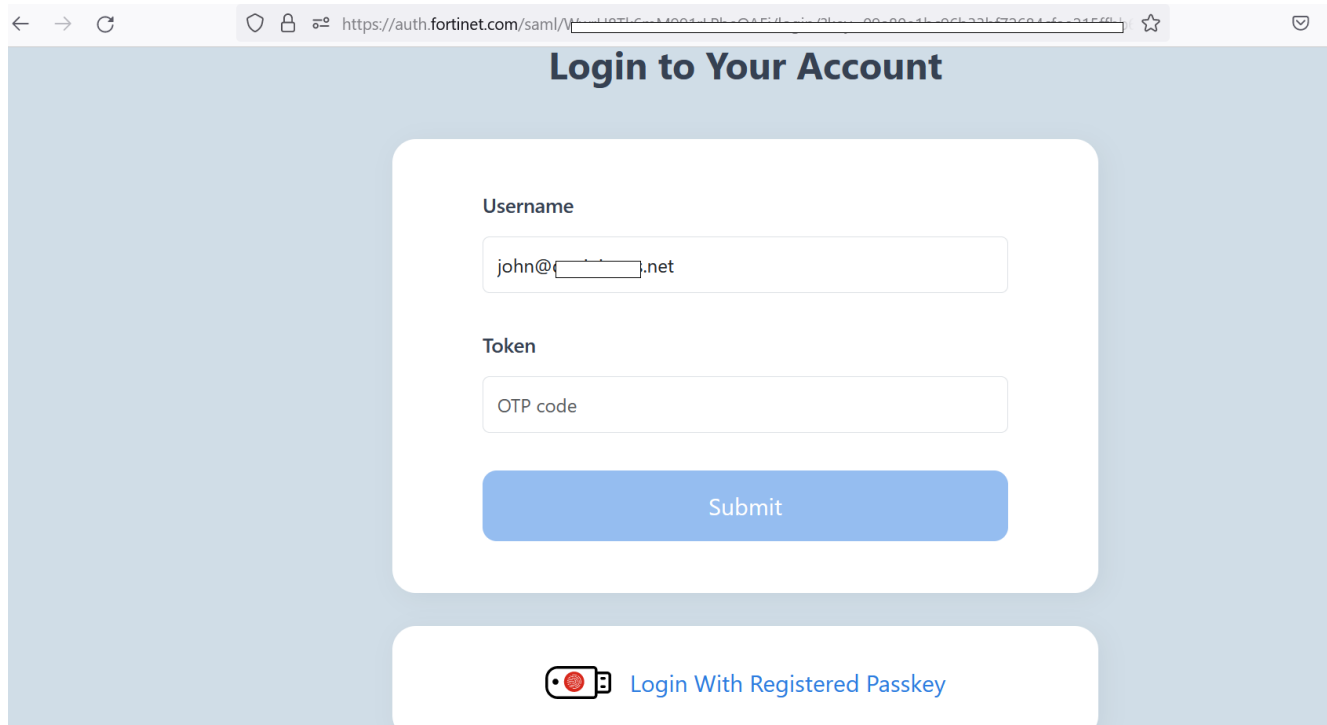 https://auth.fortinet.com/saml/
Login to Your Account
Username
john@ .net
Token
OTP code
Submit
Login With Registered Passkey